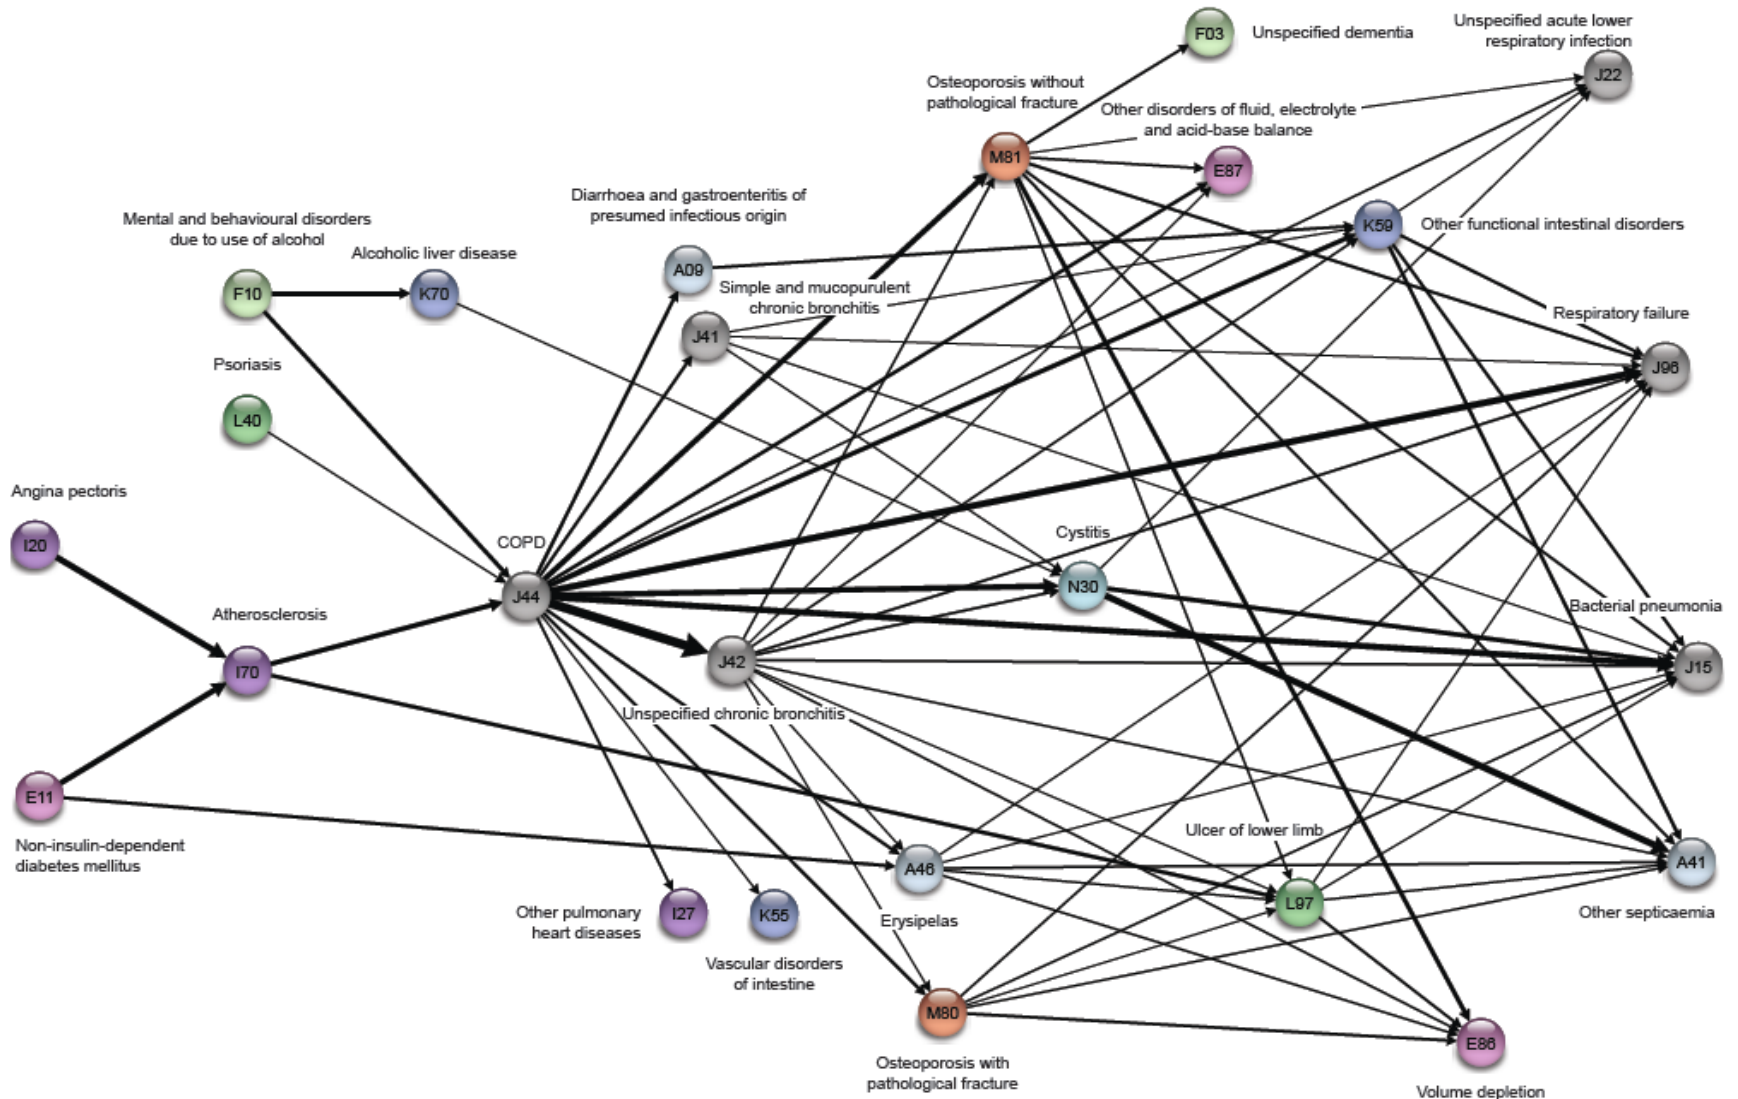 F03
Unspecified dementia
Unspecified acute lower
respiratory infection
J22
Osteoporosis without
pathological fracture
Other disorders of fluid, electrolyte
and acid-base balance
M81
E87
Diarrhoea and gastroenteritis of
presumed infectious origin
Mental and behavioural disorders
due to use of alcohol
Alcoholic liver disease
K59
Other functional intestinal disorders
A09
F10
K70
Simple and mucopurulent
chronic bronchitis
J41
Respiratory failure
J96
Psoriasis
L40
Angina pectoris
I20
COPD
J44
Cystitis
N30
Atherosclerosis
I70
J42
Bacterial pneumonia
J15
Unspecified chronic bronchitis
E11
Non-insulin-dependent
diabetes mellitus
Ulcer of lower limb
A46
A41
L97
Other septicaemia
Other pulmonary
heart diseases
I27
K55
Erysipelas
Vascular disorders
of intestine
M80
E86
Osteoporosis with
pathological fracture
Volume depletion